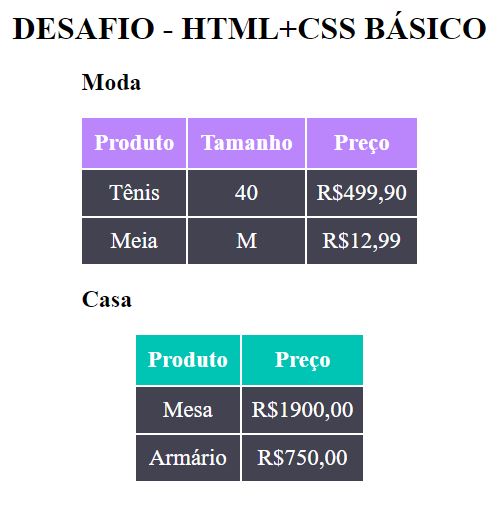 DESAFIO - HTML+CSS BÁSICO
Moda
Produto Tamanho Preço
Tênis 40 R$499,90
Meia M R$12,99
Casa
Produto Preço
Mesa R$1900,00
Armário R$750,00